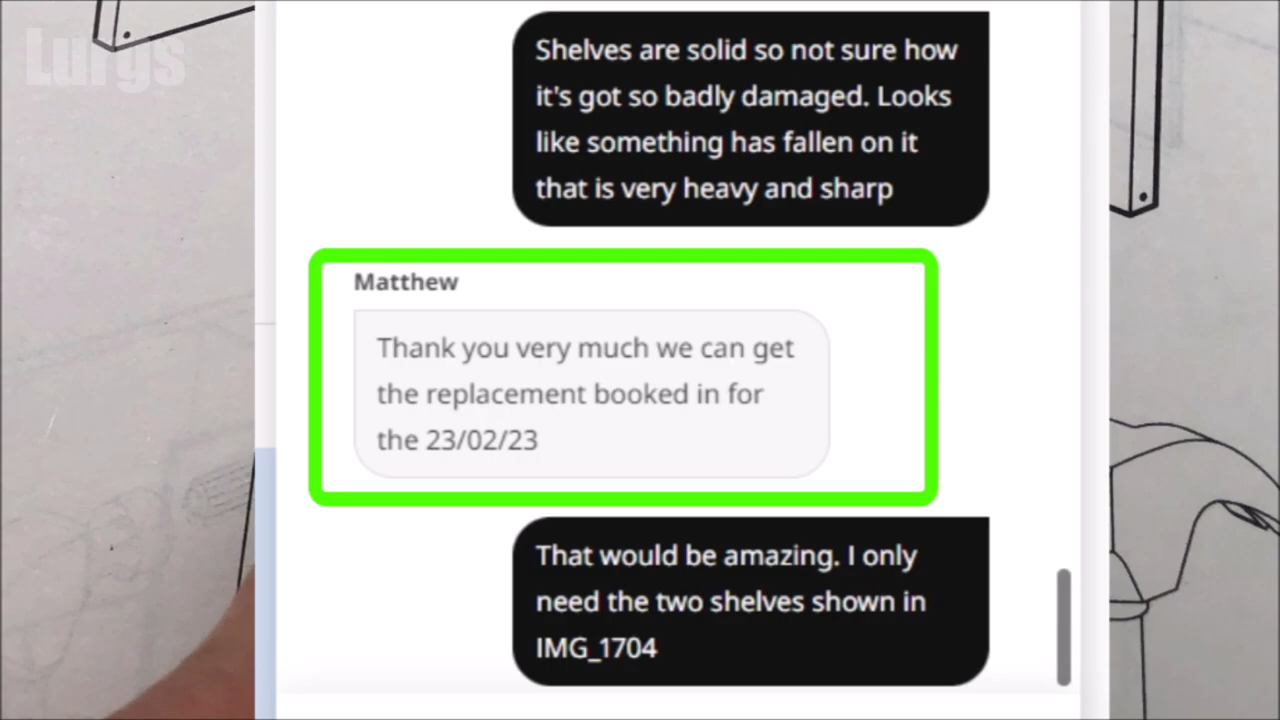 Lurgs
Shelves are solid so not sure how
it's got so badly damaged. Looks
like something has fallen on it
that is very heavy and sharp
Matthew
Thank you very much we can get
the replacement booked in for
the 23/02/23
That would be amazing. I only
need the two shelves shown in
IMG_1704